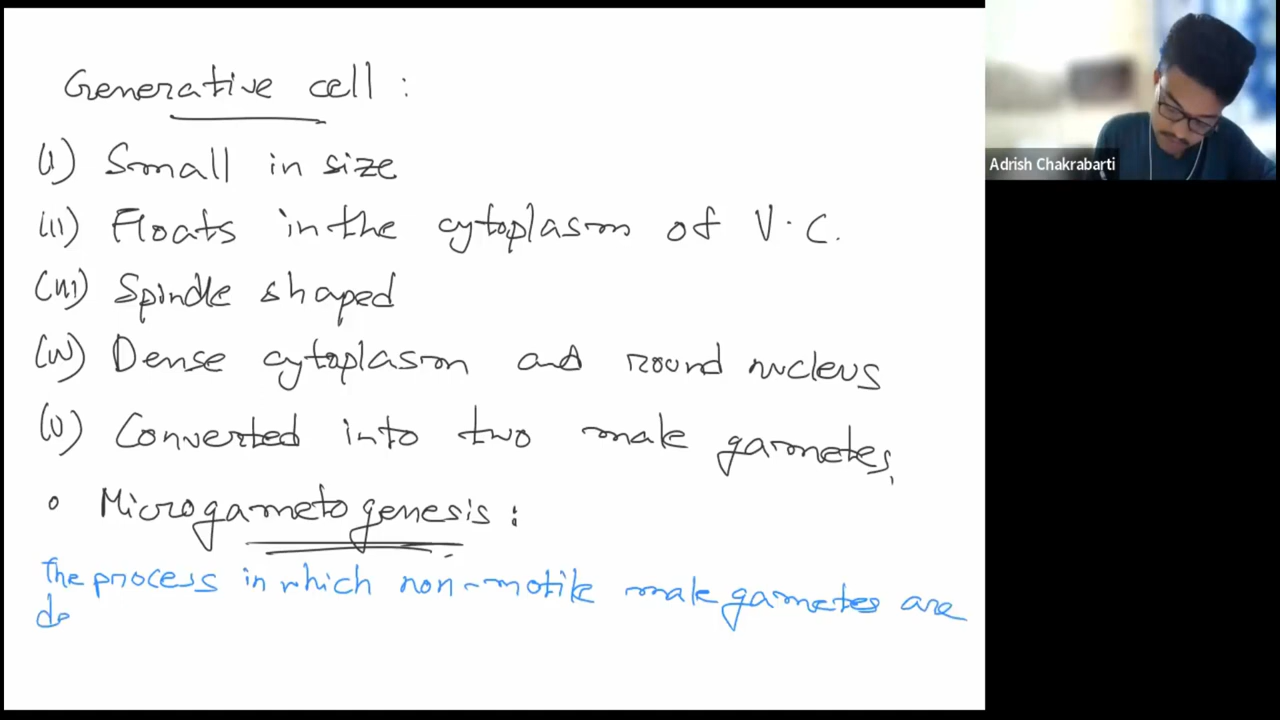 Generative cell :
(i) Small in size
(ii) Floats in the cytoplasm of V.C.
(iii) Spindle shaped
(iv) Dense cytoplasm and round nucleus
(v) Converted into two male gametes,
Microgametogenesis :
The process in which non-motile male gametes are
de
Adrish Chakrabarti